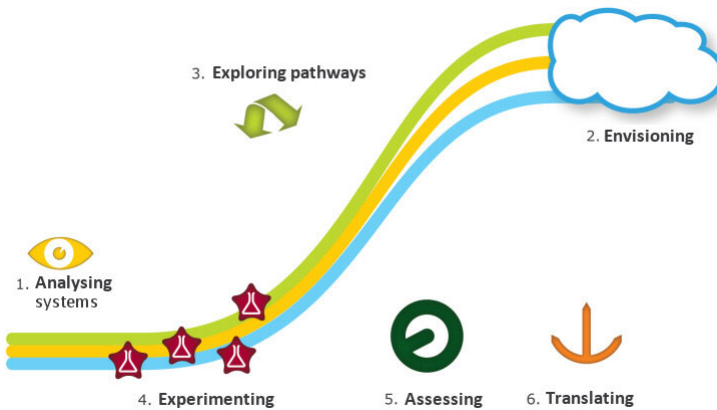 3. Exploring pathways
2. Envisioning
1. Analysing
systems
4. Experimenting
5. Assessing
6. Translating